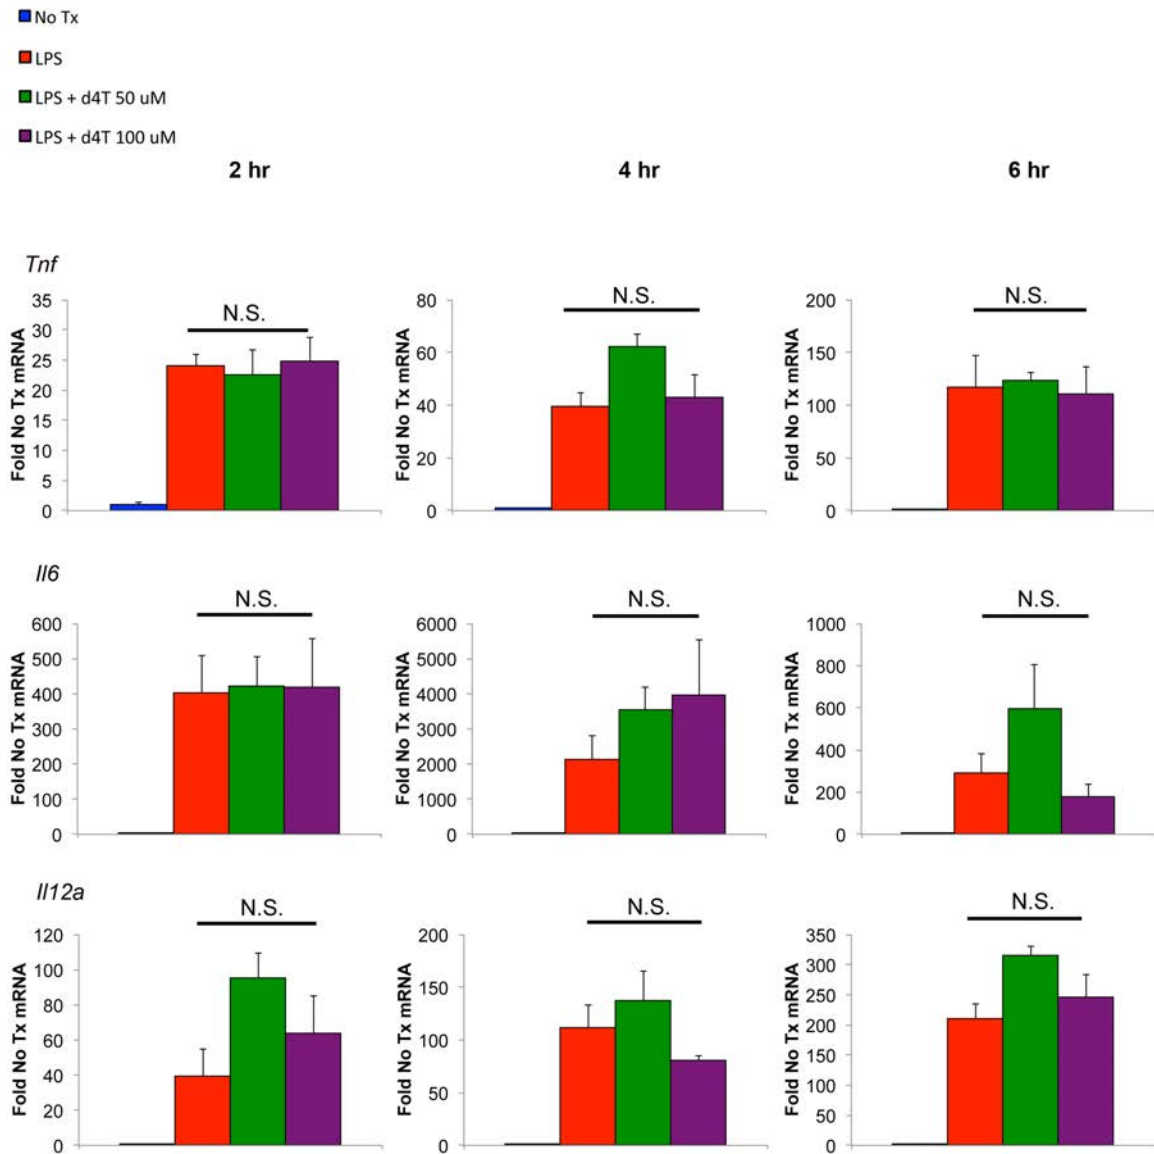 No Tx
LPS
LPS + d4T 50 uM
LPS + d4T 100 uM
2 hr
4 hr
6 hr
Tnf
N.S.
Fold No Tx mRNA
35
30
25
20
15
10
5
0
N.S.
Fold No Tx mRNA
80
60
40
20
0
N.S.
Fold No Tx mRNA
200
150
100
50
0
Il6
N.S.
Fold No Tx mRNA
600
500
400
300
200
100
0
N.S.
Fold No Tx mRNA
6000
5000
4000
3000
2000
1000
0
N.S.
Fold No Tx mRNA
1000
800
600
400
200
0
Il12a
N.S.
Fold No Tx mRNA
120
100
80
60
40
20
0
N.S.
Fold No Tx mRNA
200
150
100
50
0
N.S.
Fold No Tx mRNA
350
300
250
200
150
100
50
0